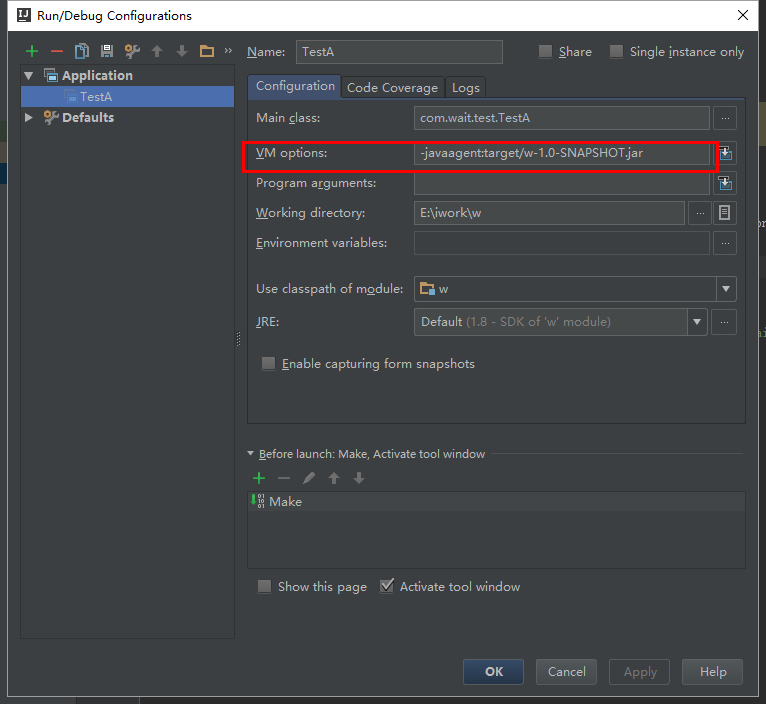 Run/Debug Configurations
Name: TestA Share Single instance only
Application
TestA
Defaults
Configuration Code Coverage Logs
Main class: com.wait.test.TestA ...
VM options: -javaagent:target/w-1.0-SNAPSHOT.jar
Program arguments:
Working directory: E:\iwork\w ...
Environment variables: ...
Use classpath of module: w
JRE: Default (1.8 - SDK of 'w' module) ...
Enable capturing form snapshots
Before launch: Make, Activate tool window
Make
Show this page Activate tool window
OK Cancel Apply Help